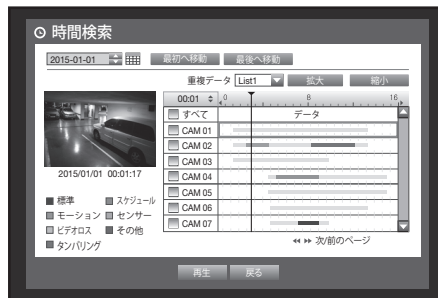 時間検索
2015-01-01 最初へ移動 最後へ移動
重複データ List1 拡大 縮小
00:01 0 8 16
すべて データ
CAM 01
CAM 02
CAM 03
CAM 04
CAM 05
CAM 06
CAM 07
2015/01/01 00:01:17
標準 スケジュール
モーション センサー
ビデオロス その他
タンパリング
次/前のページ
再生 戻る